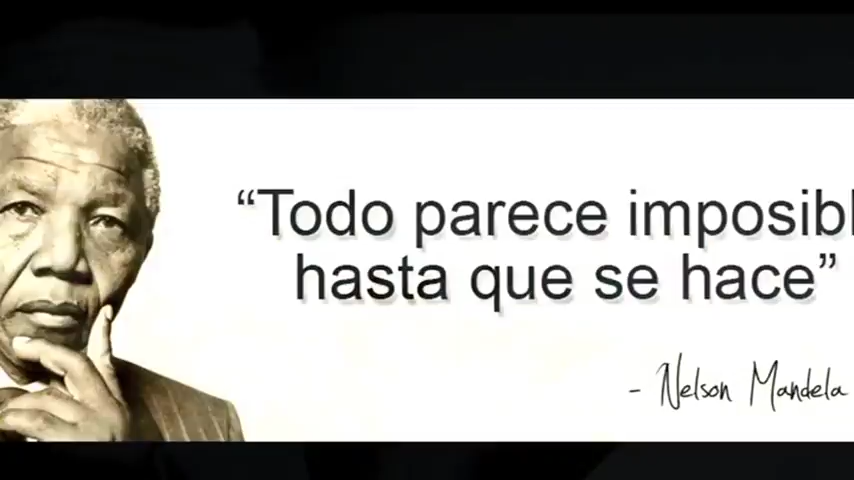 “Todo parece imposibl
hasta que se hace”
- Nelson Mandela